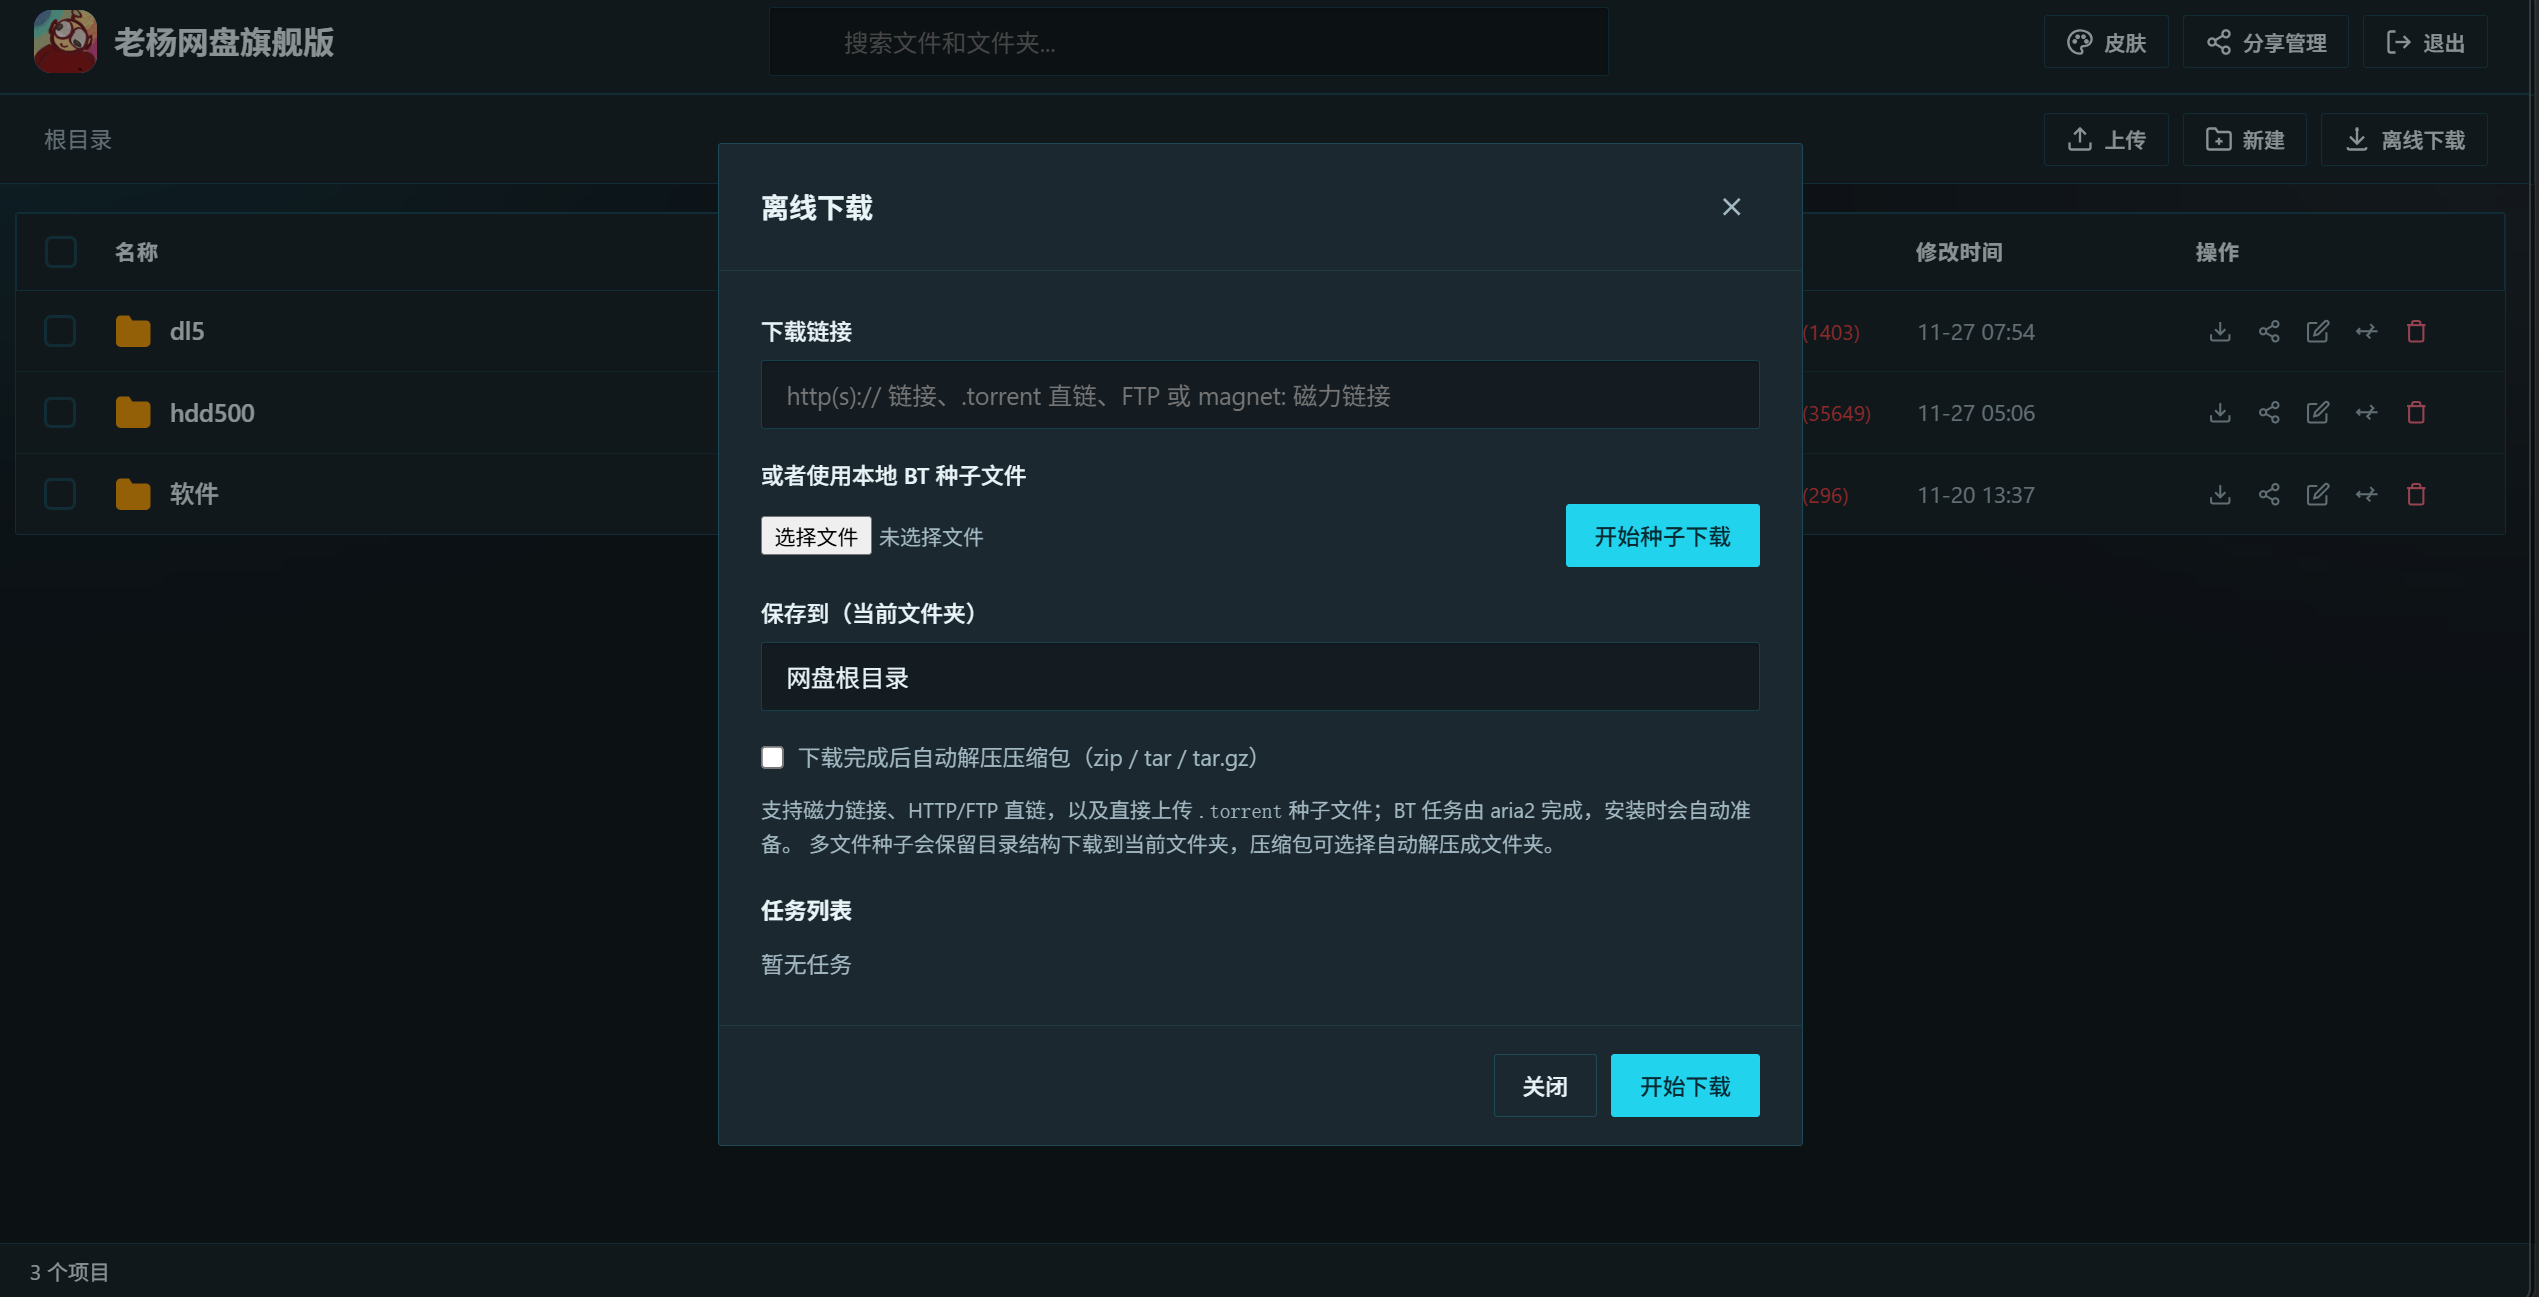 老杨网盘旗舰版
搜索文件和文件夹...
皮肤
分享管理
退出
根目录
上传
新建
离线下载
名称
修改时间
操作
dl5
(1403)
11-27 07:54
hdd500
(35649)
11-27 05:06
软件
(296)
11-20 13:37
离线下载
下载链接
http(s):// 链接、.torrent 直链、FTP 或 magnet: 磁力链接
或者使用本地 BT 种子文件
选择文件 未选择文件
开始种子下载
保存到（当前文件夹）
网盘根目录
下载完成后自动解压压缩包（zip / tar / tar.gz）
支持磁力链接、HTTP/FTP 直链，以及直接上传 .torrent 种子文件；BT 任务由 aria2 完成，安装时会自动准
备。 多文件种子会保留目录结构下载到当前文件夹，压缩包可选择自动解压成文件夹。
任务列表
暂无任务
关闭
开始下载
3 个项目